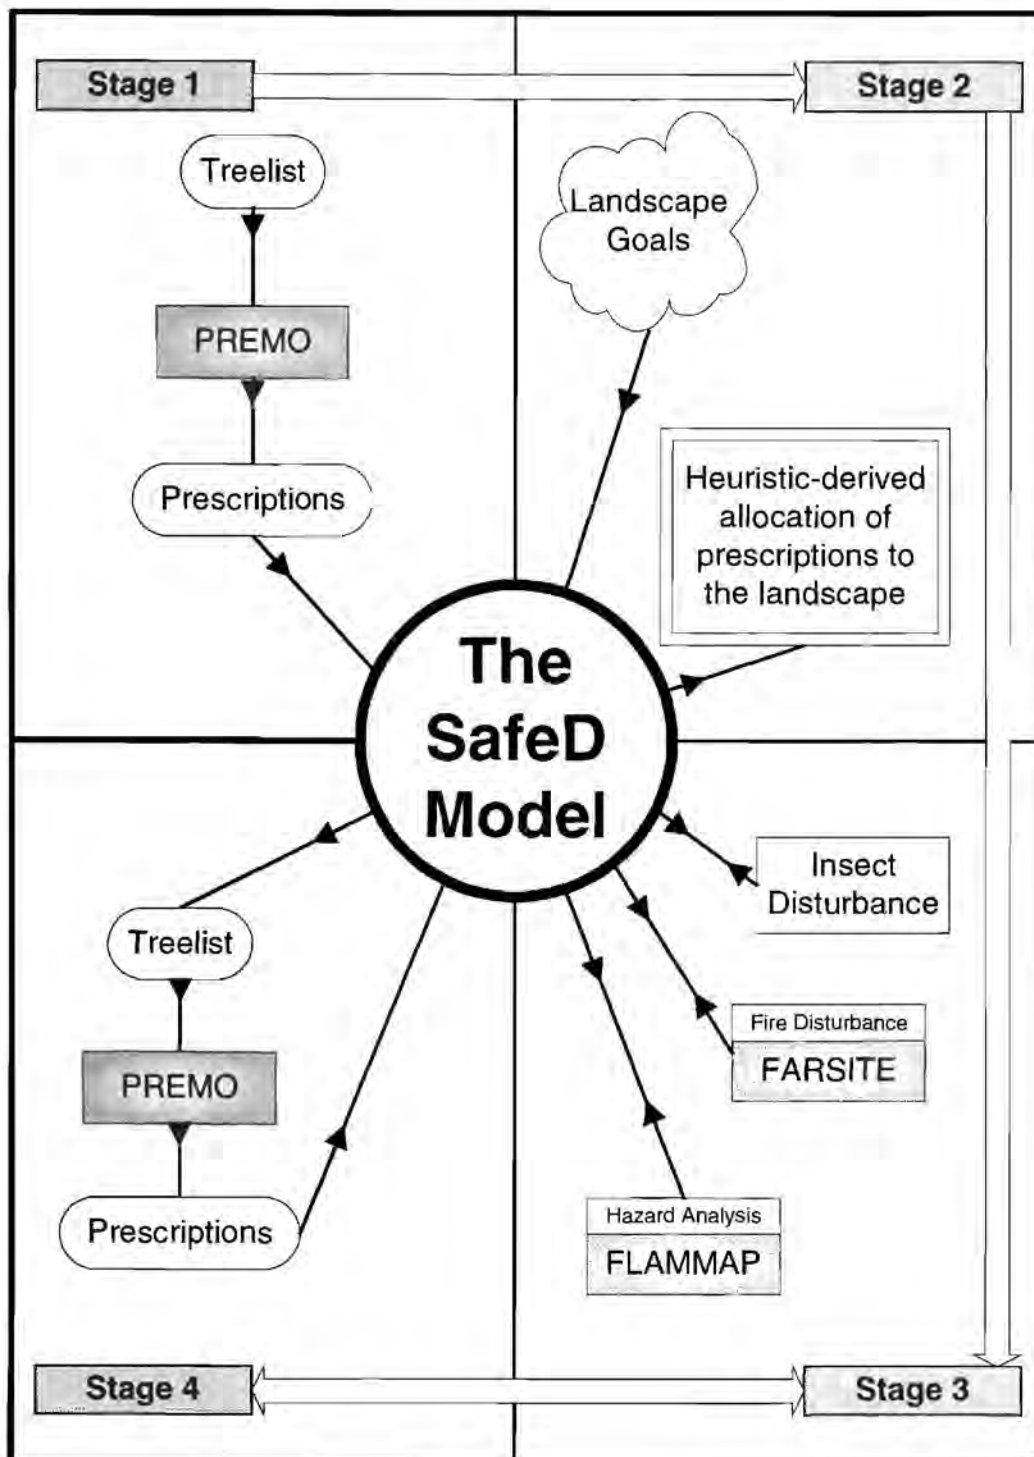 Stage 1
Stage 2
Treelist
PREMO
Prescriptions
Landscape
Goals
Heuristic-derived
allocation of
prescriptions to
the landscape
The
SafeD
Model
Insect
Disturbance
Fire Disturbance
FARSITE
Hazard Analysis
FLAMMAP
Treelist
PREMO
Prescriptions
Stage 4
Stage 3